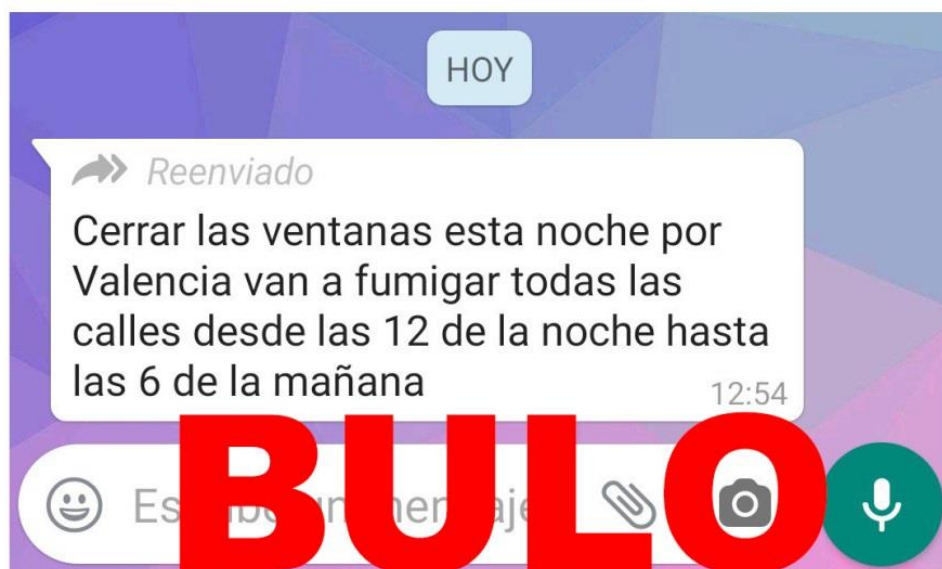 HOY
Reenviado
Cerrar las ventanas esta noche por
Valencia van a fumigar todas las
calles desde las 12 de la noche hasta
las 6 de la mañana
12:54
BULO